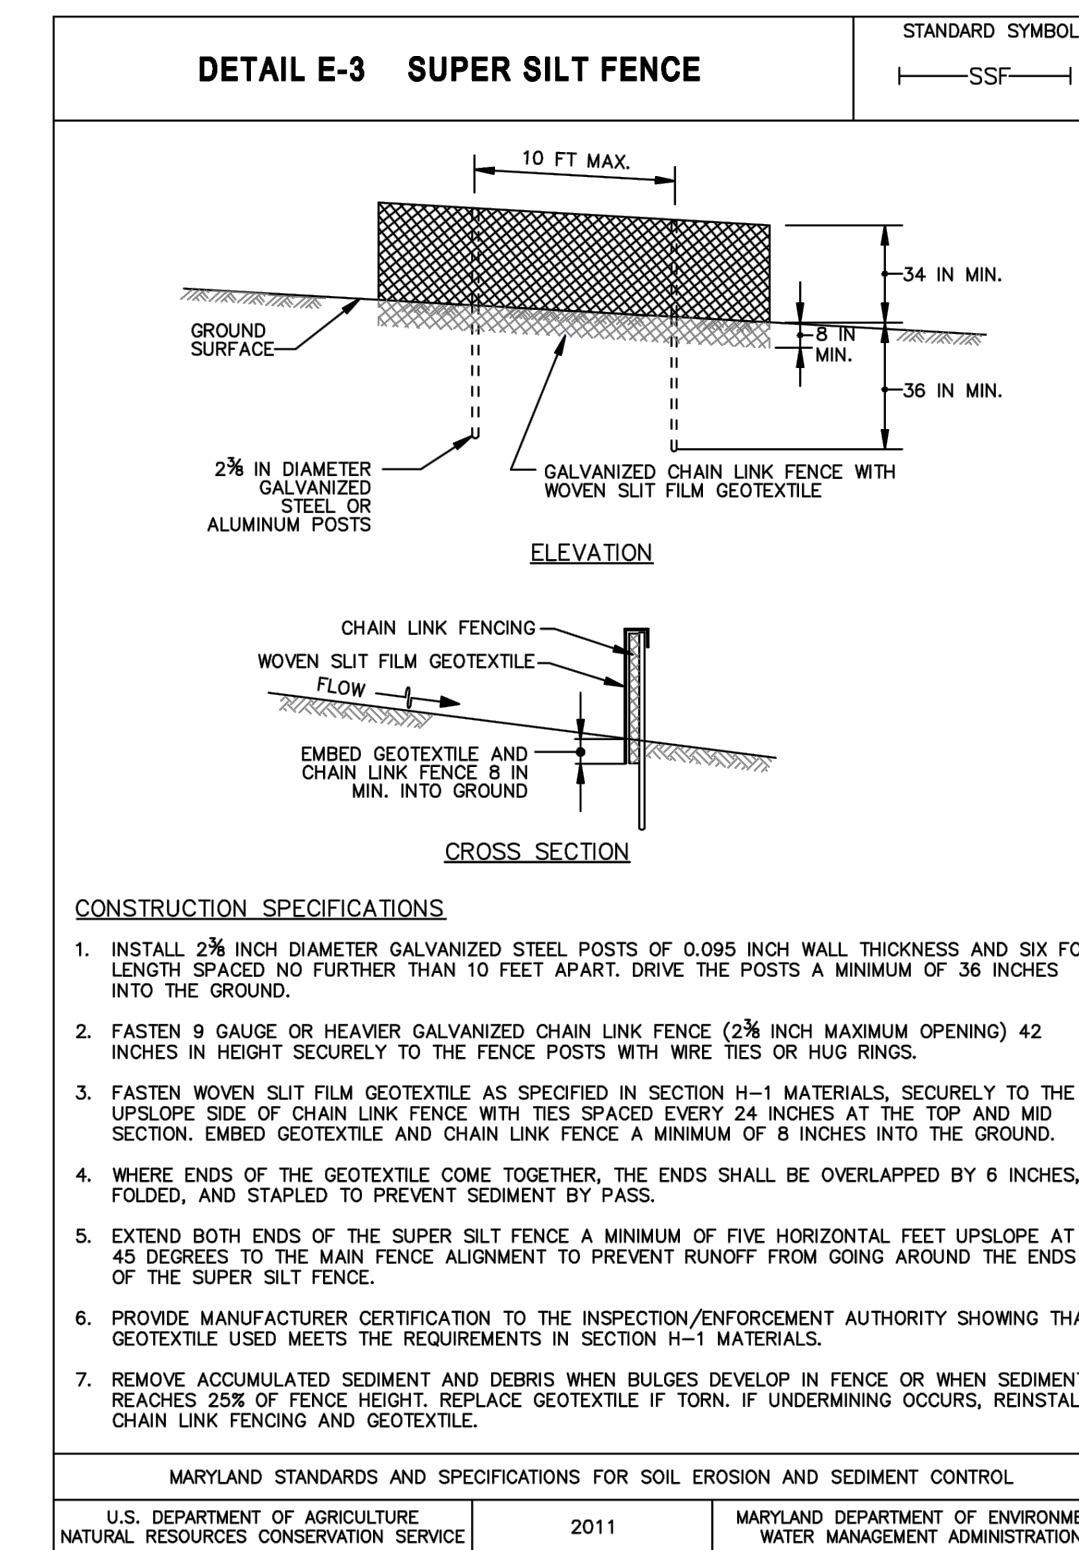 DETAIL E-3 SUPER SILT FENCE
STANDARD SYMBOL
SSF
10 FT MAX.
34 IN MIN.
GROUND
SURFACE
8 IN
MIN.
36 IN MIN.
2⅜ IN DIAMETER
GALVANIZED
STEEL OR
ALUMINUM POSTS
GALVANIZED CHAIN LINK FENCE WITH
WOVEN SLIT FILM GEOTEXTILE
ELEVATION
CHAIN LINK FENCING
WOVEN SLIT FILM GEOTEXTILE
FLOW
EMBED GEOTEXTILE AND
CHAIN LINK FENCE 8 IN
MIN. INTO GROUND
CROSS SECTION
CONSTRUCTION SPECIFICATIONS
1. INSTALL 2⅜ INCH DIAMETER GALVANIZED STEEL POSTS OF 0.095 INCH WALL THICKNESS AND SIX FO
LENGTH SPACED NO FURTHER THAN 10 FEET APART. DRIVE THE POSTS A MINIMUM OF 36 INCHES
INTO THE GROUND.
2. FASTEN 9 GAUGE OR HEAVIER GALVANIZED CHAIN LINK FENCE (2⅜ INCH MAXIMUM OPENING) 42
INCHES IN HEIGHT SECURELY TO THE FENCE POSTS WITH WIRE TIES OR HUG RINGS.
3. FASTEN WOVEN SLIT FILM GEOTEXTILE AS SPECIFIED IN SECTION H-1 MATERIALS, SECURELY TO THE
UPSLOPE SIDE OF CHAIN LINK FENCE WITH TIES SPACED EVERY 24 INCHES AT THE TOP AND MID
SECTION. EMBED GEOTEXTILE AND CHAIN LINK FENCE A MINIMUM OF 8 INCHES INTO THE GROUND.
4. WHERE ENDS OF THE GEOTEXTILE COME TOGETHER, THE ENDS SHALL BE OVERLAPPED BY 6 INCHES,
FOLDED, AND STAPLED TO PREVENT SEDIMENT BY PASS.
5. EXTEND BOTH ENDS OF THE SUPER SILT FENCE A MINIMUM OF FIVE HORIZONTAL FEET UPSLOPE AT
45 DEGREES TO THE MAIN FENCE ALIGNMENT TO PREVENT RUNOFF FROM GOING AROUND THE ENDS
OF THE SUPER SILT FENCE.
6. PROVIDE MANUFACTURER CERTIFICATION TO THE INSPECTION/ENFORCEMENT AUTHORITY SHOWING THA
GEOTEXTILE USED MEETS THE REQUIREMENTS IN SECTION H-1 MATERIALS.
7. REMOVE ACCUMULATED SEDIMENT AND DEBRIS WHEN BULGES DEVELOP IN FENCE OR WHEN SEDIMENT
REACHES 25% OF FENCE HEIGHT. REPLACE GEOTEXTILE IF TORN. IF UNDERMINING OCCURS, REINSTAL
CHAIN LINK FENCING AND GEOTEXTILE.
MARYLAND STANDARDS AND SPECIFICATIONS FOR SOIL EROSION AND SEDIMENT CONTROL
U.S. DEPARTMENT OF AGRICULTURE
NATURAL RESOURCES CONSERVATION SERVICE
2011
MARYLAND DEPARTMENT OF ENVIRONME
WATER MANAGEMENT ADMINISTRATION